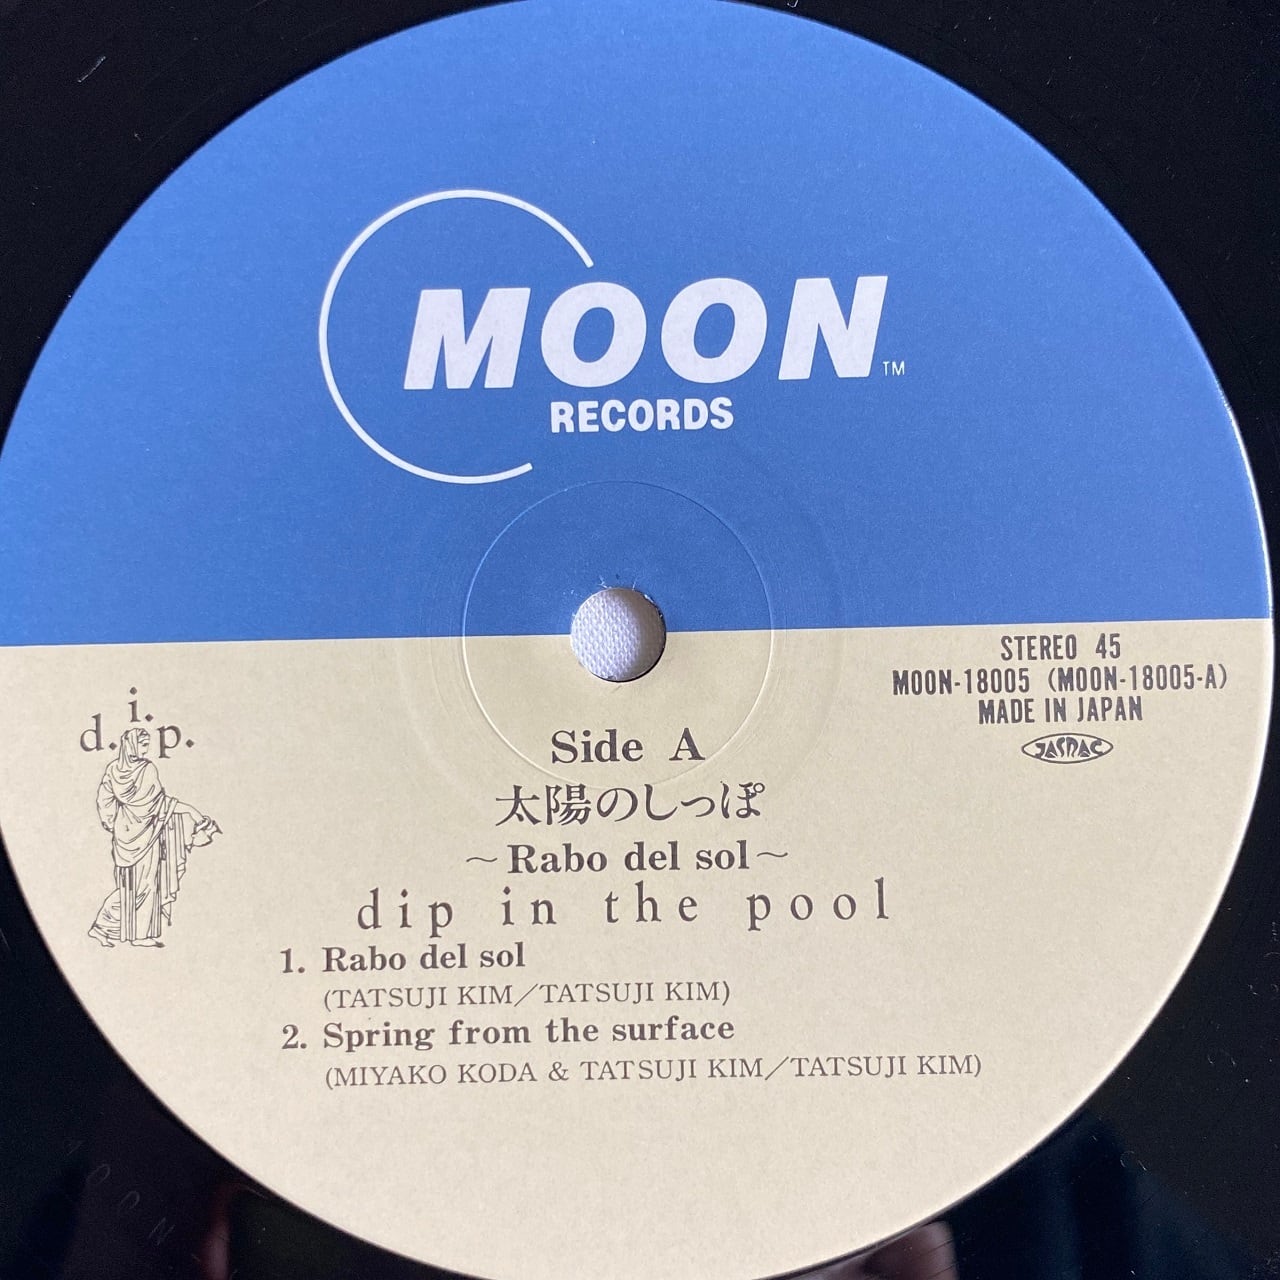 MOON™
RECORDS
STEREO 45
MOON-18005 (MOON-18005-A)
MADE IN JAPAN
JASRAC
d.i.p.
Side A
太陽のしっぽ
～Rabo del sol～
dip in the pool
1. Rabo del sol
(TATSUJI KIM／TATSUJI KIM)
2. Spring from the surface
(MIYAKO KODA & TATSUJI KIM／TATSUJI KIM)